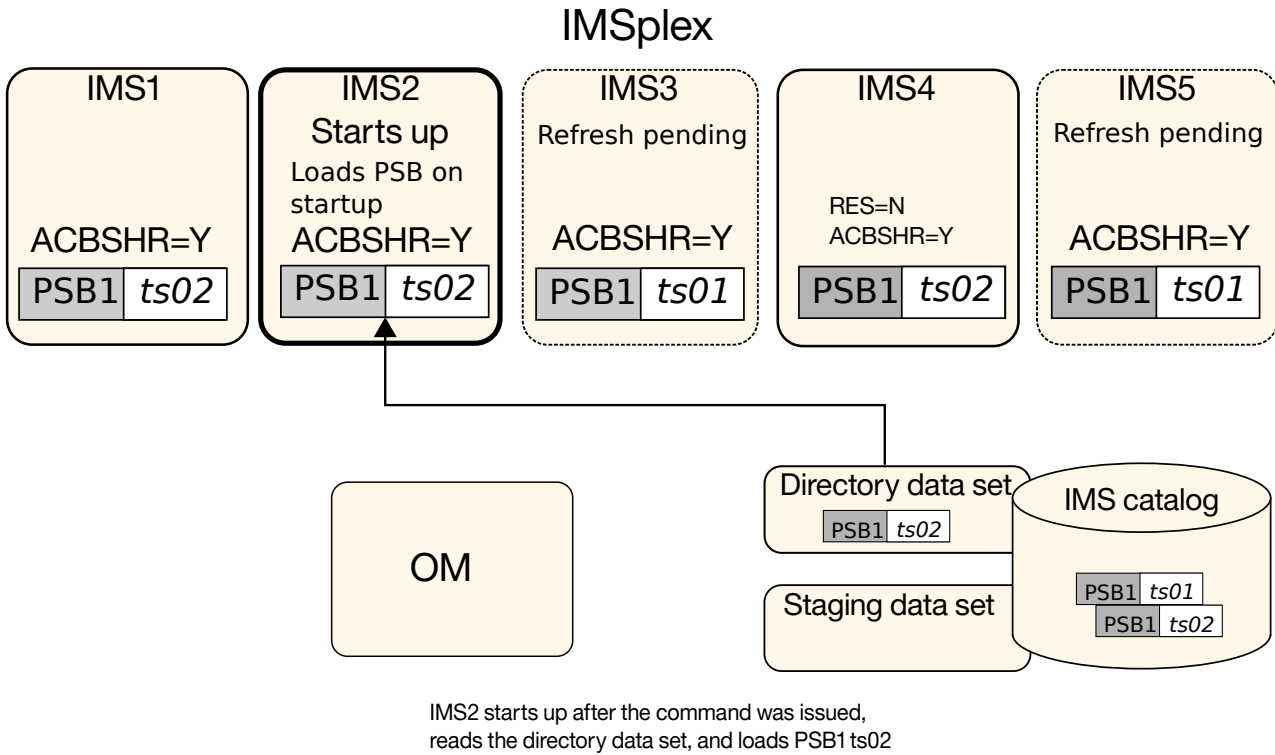 IMSplex
IMS1
ACBSHR=Y
PSB1 ts02
IMS2
Starts up
Loads PSB on
startup
ACBSHR=Y
PSB1 ts02
IMS3
Refresh pending
ACBSHR=Y
PSB1 ts01
IMS4
RES=N
ACBSHR=Y
PSB1 ts02
IMS5
Refresh pending
ACBSHR=Y
PSB1 ts01
OM
Directory data set
PSB1 ts02
Staging data set
IMS catalog
PSB1 ts01
PSB1 ts02
IMS2 starts up after the command was issued,
reads the directory data set, and loads PSB1 ts02